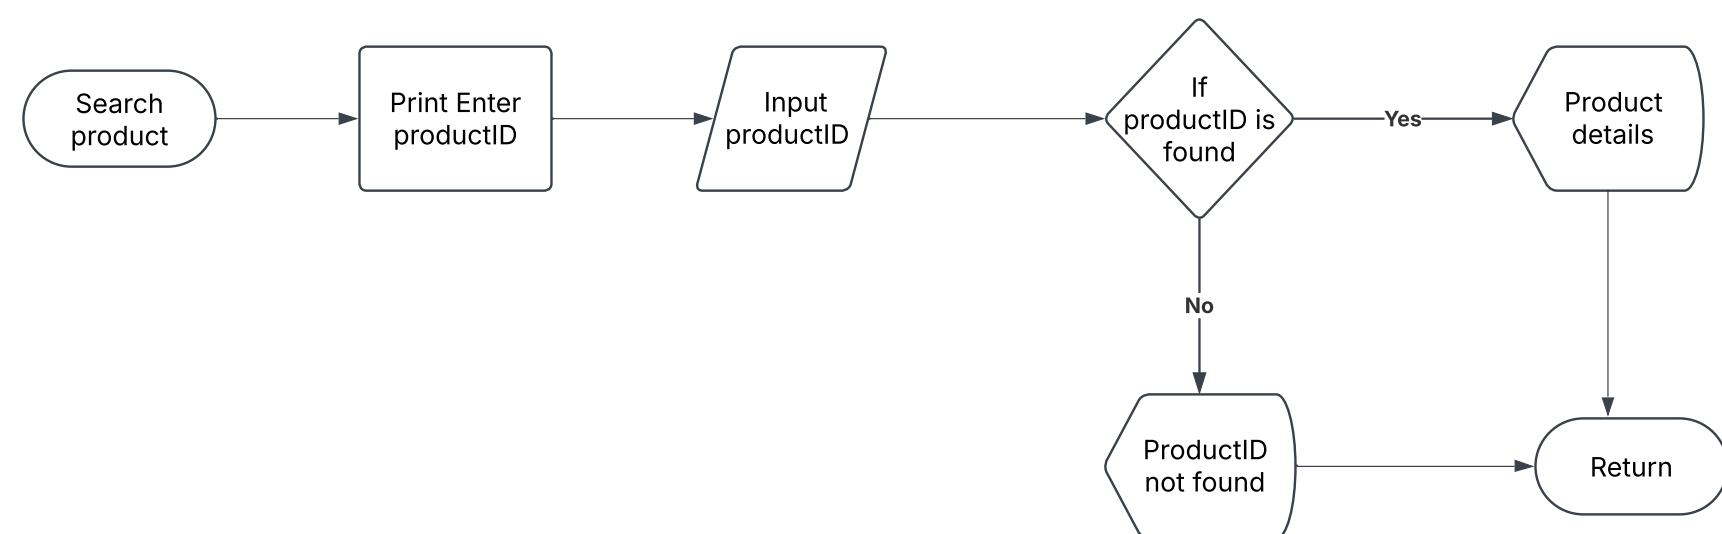 Search
product
Print Enter
productID
Input
productID
If
productID is
found
Yes
Product
details
No
ProductID
not found
Return